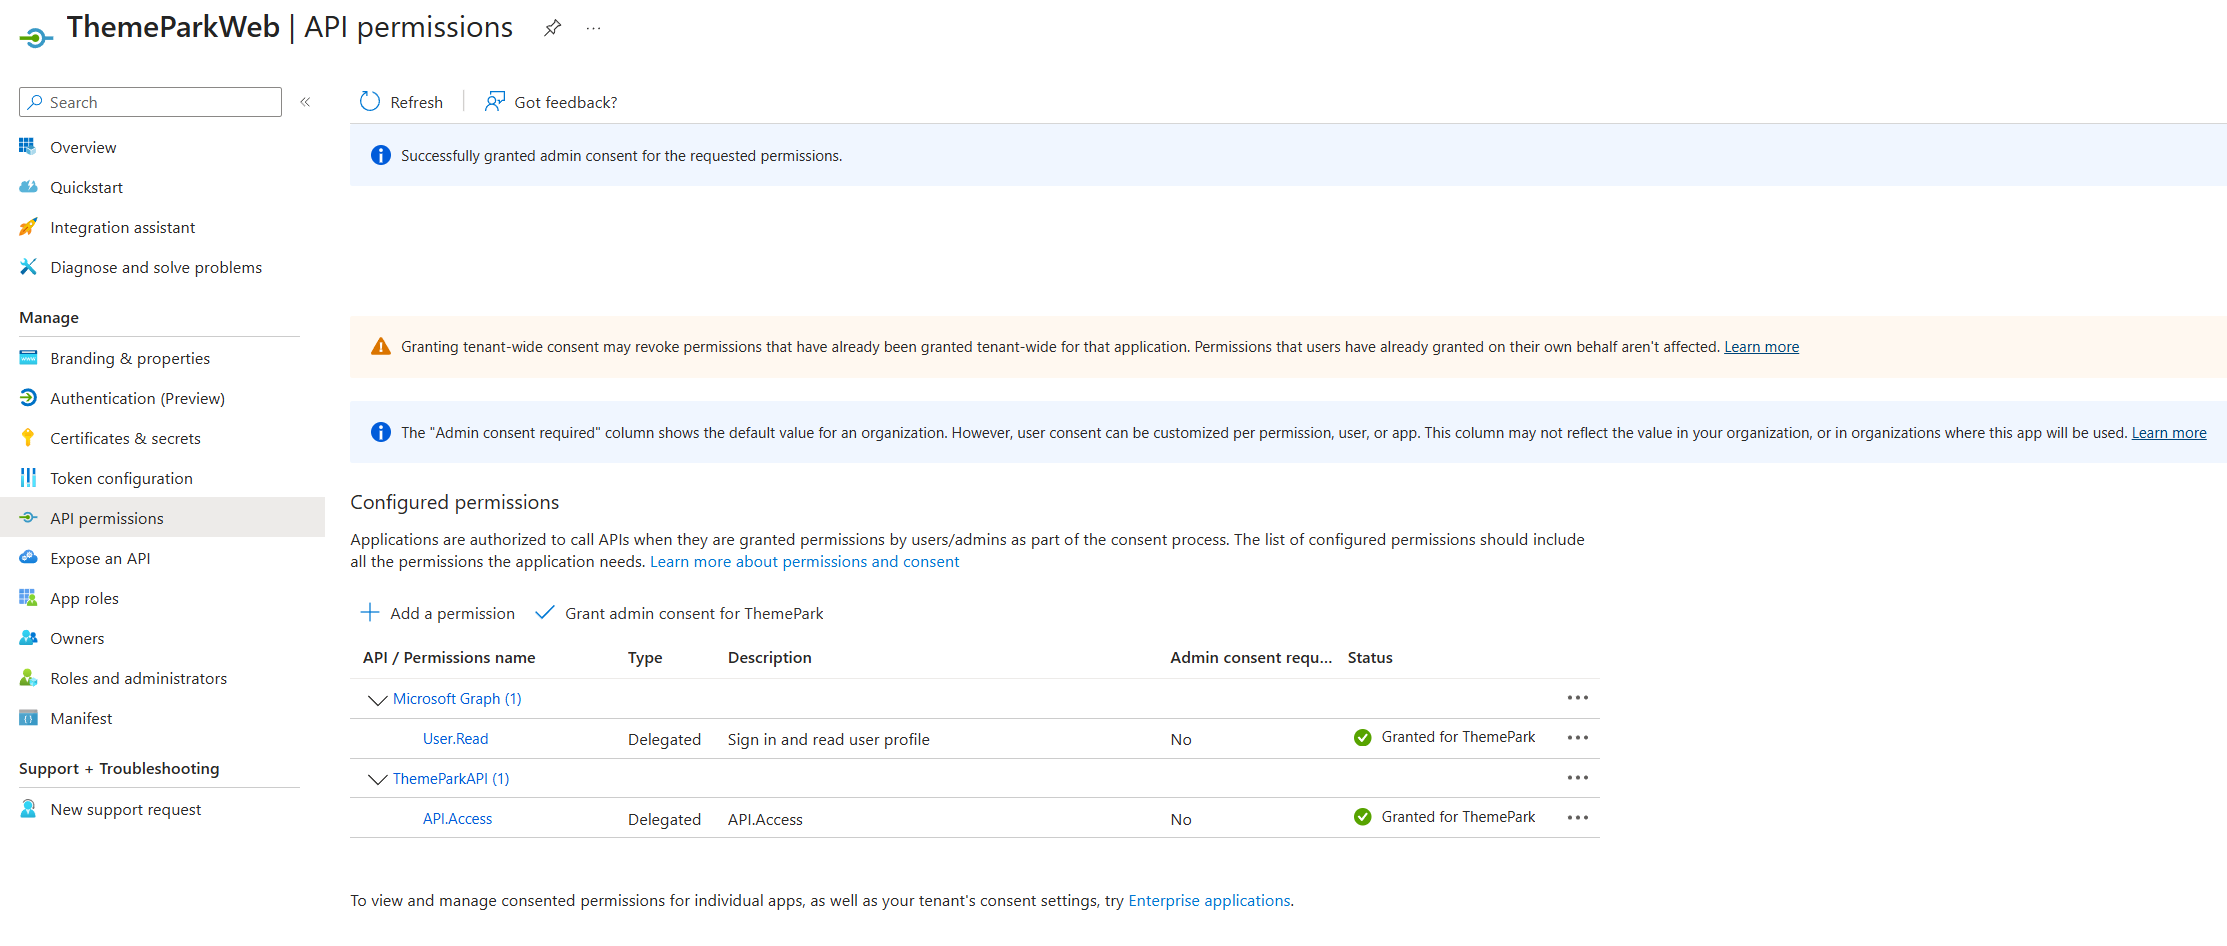 ThemeParkWeb | API permissions
Search
Refresh
Got feedback?
Overview
Quickstart
Integration assistant
Diagnose and solve problems
Manage
Branding & properties
Authentication (Preview)
Certificates & secrets
Token configuration
API permissions
Expose an API
App roles
Owners
Roles and administrators
Manifest
Support + Troubleshooting
New support request
Successfully granted admin consent for the requested permissions.
Granting tenant-wide consent may revoke permissions that have already been granted tenant-wide for that application. Permissions that users have already granted on their own behalf aren't affected. Learn more
The "Admin consent required" column shows the default value for an organization. However, user consent can be customized per permission, user, or app. This column may not reflect the value in your organization, or in organizations where this app will be used. Learn more
Configured permissions
Applications are authorized to call APIs when they are granted permissions by users/admins as part of the consent process. The list of configured permissions should include
all the permissions the application needs. Learn more about permissions and consent
Add a permission
Grant admin consent for ThemePark
API / Permissions name Type Description Admin consent requ... Status
Microsoft Graph (1)
User.Read Delegated Sign in and read user profile No Granted for ThemePark
ThemeParkAPI (1)
API.Access Delegated API.Access No Granted for ThemePark
To view and manage consented permissions for individual apps, as well as your tenant's consent settings, try Enterprise applications.